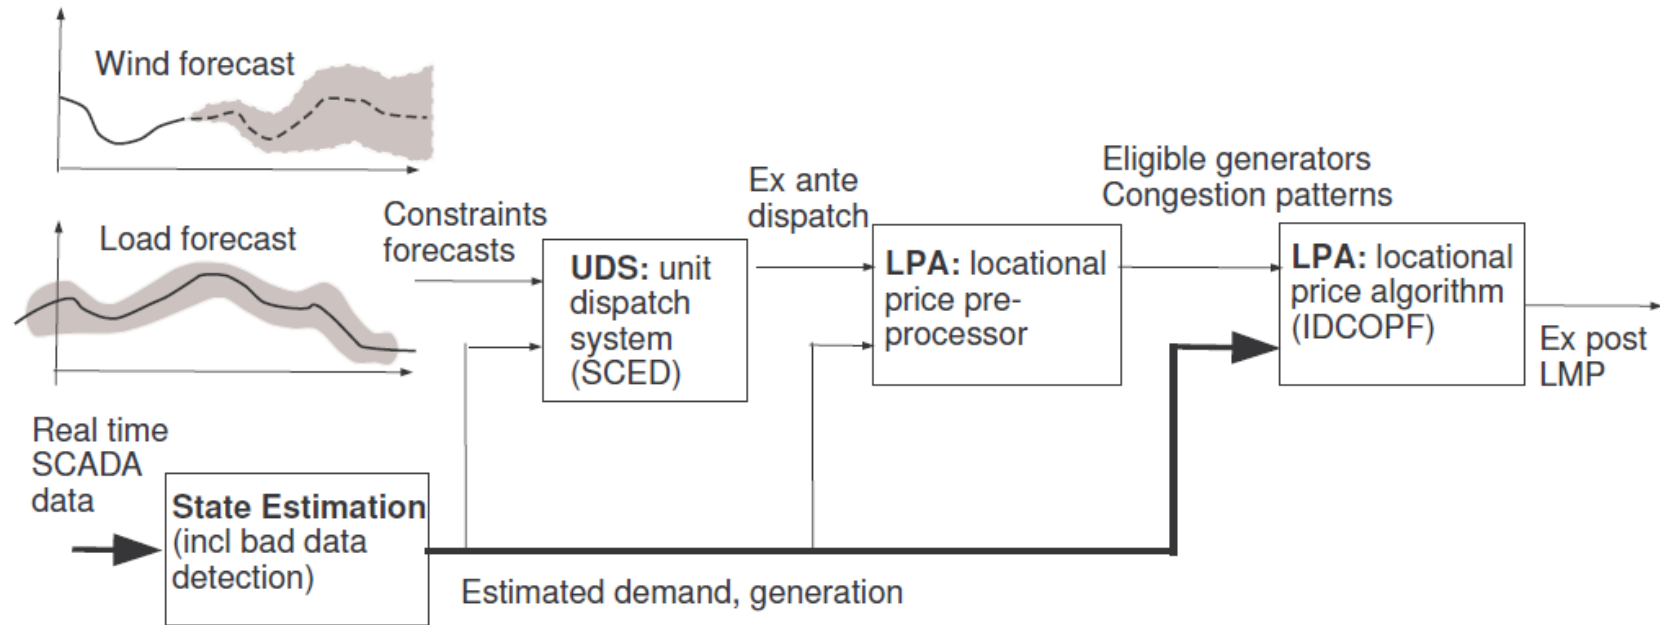 Wind forecast
Load forecast
Constraints
forecasts
UDS: unit
dispatch
system
(SCED)
Ex ante
dispatch
LPA: locational
price pre-
processor
Eligible generators
Congestion patterns
LPA: locational
price algorithm
(IDCOPF)
Ex post
LMP
Real time
SCADA
data
State Estimation
(incl bad data
detection)
Estimated demand, generation